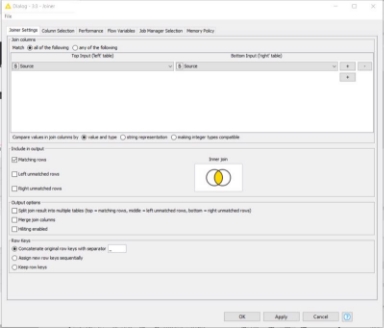 Dialog - 3:5 - Joiner
File
Joiner Settings Column Selection Performance Flow Variables Job Manager Selection Memory Policy
Join columns
Match all of the following any of the following
Top Input ('left' table) Bottom Input ('right' table)
S Source S Source + -
+
Compare values in join columns by value and type string representation making integer types compatible
Include in output
Matching rows Inner join
Left unmatched rows
Right unmatched rows
Output options
Split join result into multiple tables (top = matching rows, middle = left unmatched rows, bottom = right unmatched rows)
Merge join columns
Hiliting enabled
Row Keys
Concatenate original row keys with separator _
Assign new row keys sequentially
Keep row keys
OK Apply Cancel ?